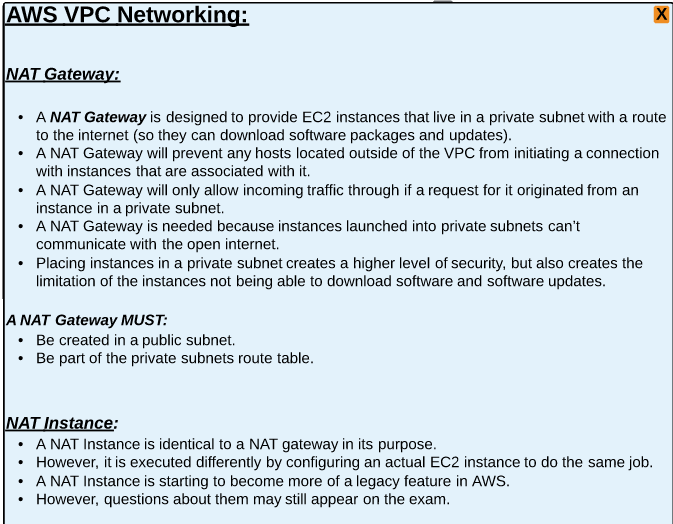 AWS VPC Networking:
X
NAT Gateway:
• A NAT Gateway is designed to provide EC2 instances that live in a private subnet with a route
to the internet (so they can download software packages and updates).
• A NAT Gateway will prevent any hosts located outside of the VPC from initiating a connection
with instances that are associated with it.
• A NAT Gateway will only allow incoming traffic through if a request for it originated from an
instance in a private subnet.
• A NAT Gateway is needed because instances launched into private subnets can't
communicate with the open internet.
• Placing instances in a private subnet creates a higher level of security, but also creates the
limitation of the instances not being able to download software and software updates.
A NAT Gateway MUST:
• Be created in a public subnet.
• Be part of the private subnets route table.
NAT Instance:
• A NAT Instance is identical to a NAT gateway in its purpose.
• However, it is executed differently by configuring an actual EC2 instance to do the same job.
• A NAT Instance is starting to become more of a legacy feature in AWS.
• However, questions about them may still appear on the exam.